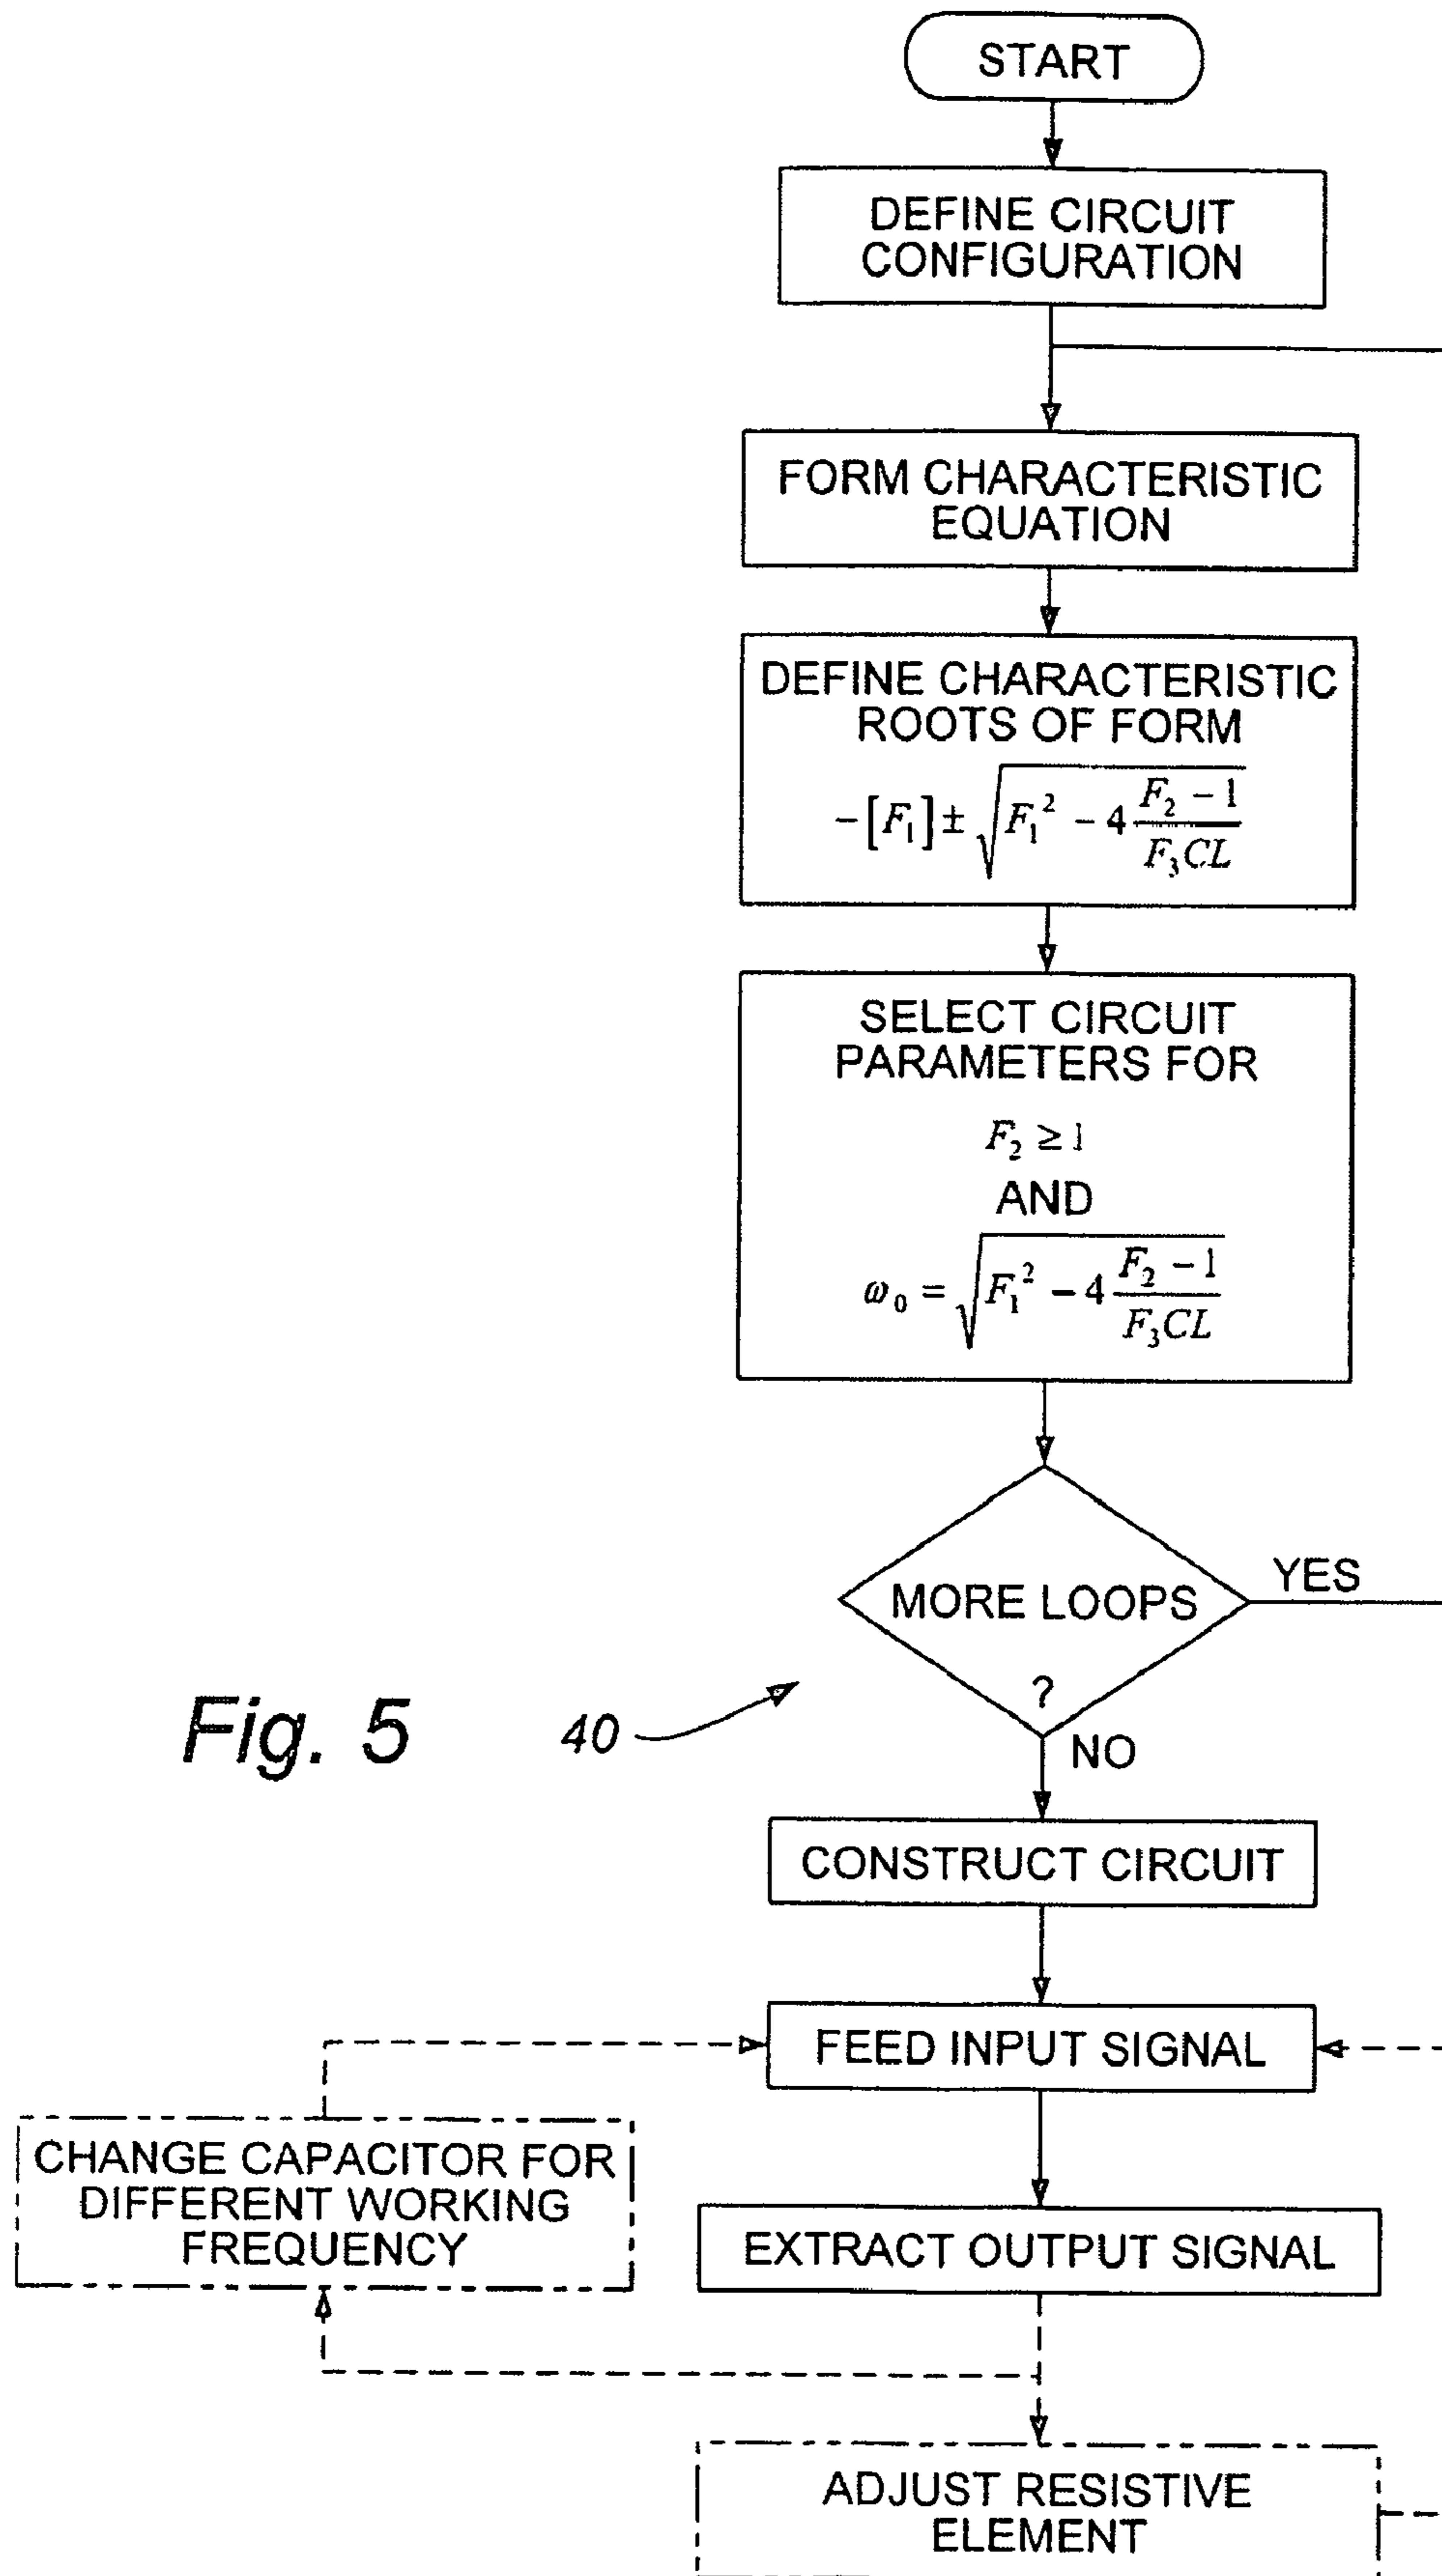 START
DEFINE CIRCUIT
CONFIGURATION
FORM CHARACTERISTIC
EQUATION
DEFINE CHARACTERISTIC
ROOTS OF FORM
−[F₁] ± √(F₁² − 4 (F₂ − 1)/(F₃CL))
SELECT CIRCUIT
PARAMETERS FOR
F₂ ≥ 1
AND
ω₀ = √(F₁² − 4 (F₂ − 1)/(F₃CL))
MORE LOOPS
?
YES
NO
Fig. 5
40
CONSTRUCT CIRCUIT
FEED INPUT SIGNAL
CHANGE CAPACITOR FOR
DIFFERENT WORKING
FREQUENCY
EXTRACT OUTPUT SIGNAL
ADJUST RESISTIVE
ELEMENT